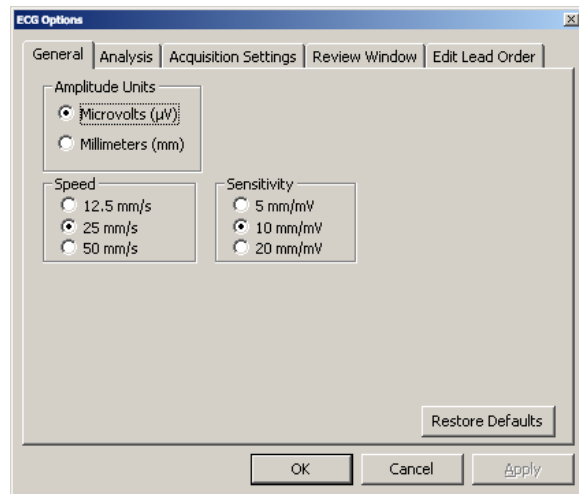 ECG Options
General Analysis Acquisition Settings Review Window Edit Lead Order
Amplitude Units
Microvolts (µV)
Millimeters (mm)
Speed Sensitivity
12.5 mm/s 5 mm/mV
25 mm/s 10 mm/mV
50 mm/s 20 mm/mV
Restore Defaults
OK Cancel Apply